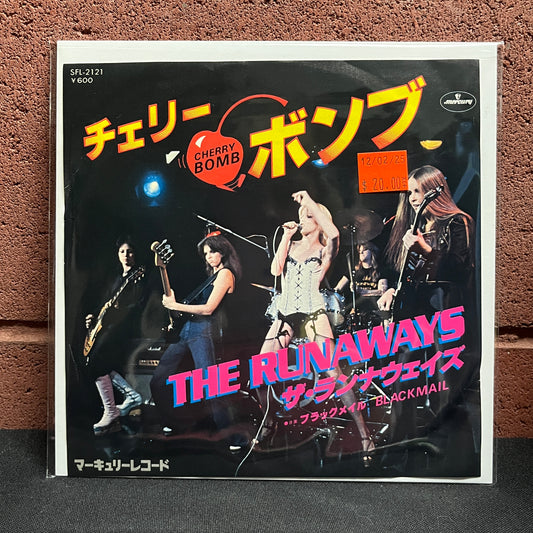 SFL-2121
¥600
mercury
チェリー
CHERRY
BOMB
ボンブ
12/02/25
$ 20.00
THE RUNAWAYS
ザ・ランナウェイズ
ブラックメイル BLACKMAIL
マーキュリーレコード